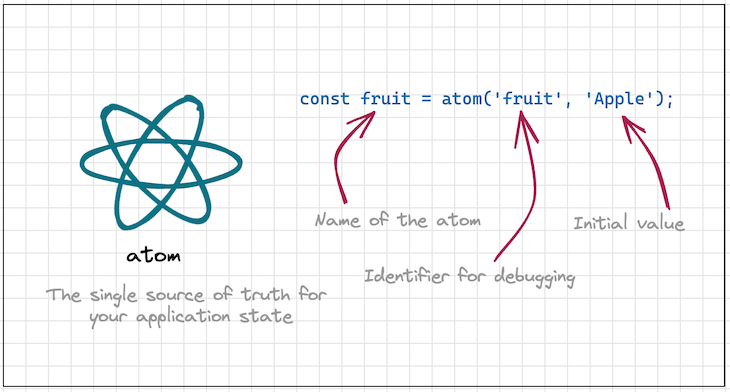 const fruit = atom('fruit', 'Apple');
Name of the atom
Initial value
Identifier for debugging
atom
The single source of truth for
your application state